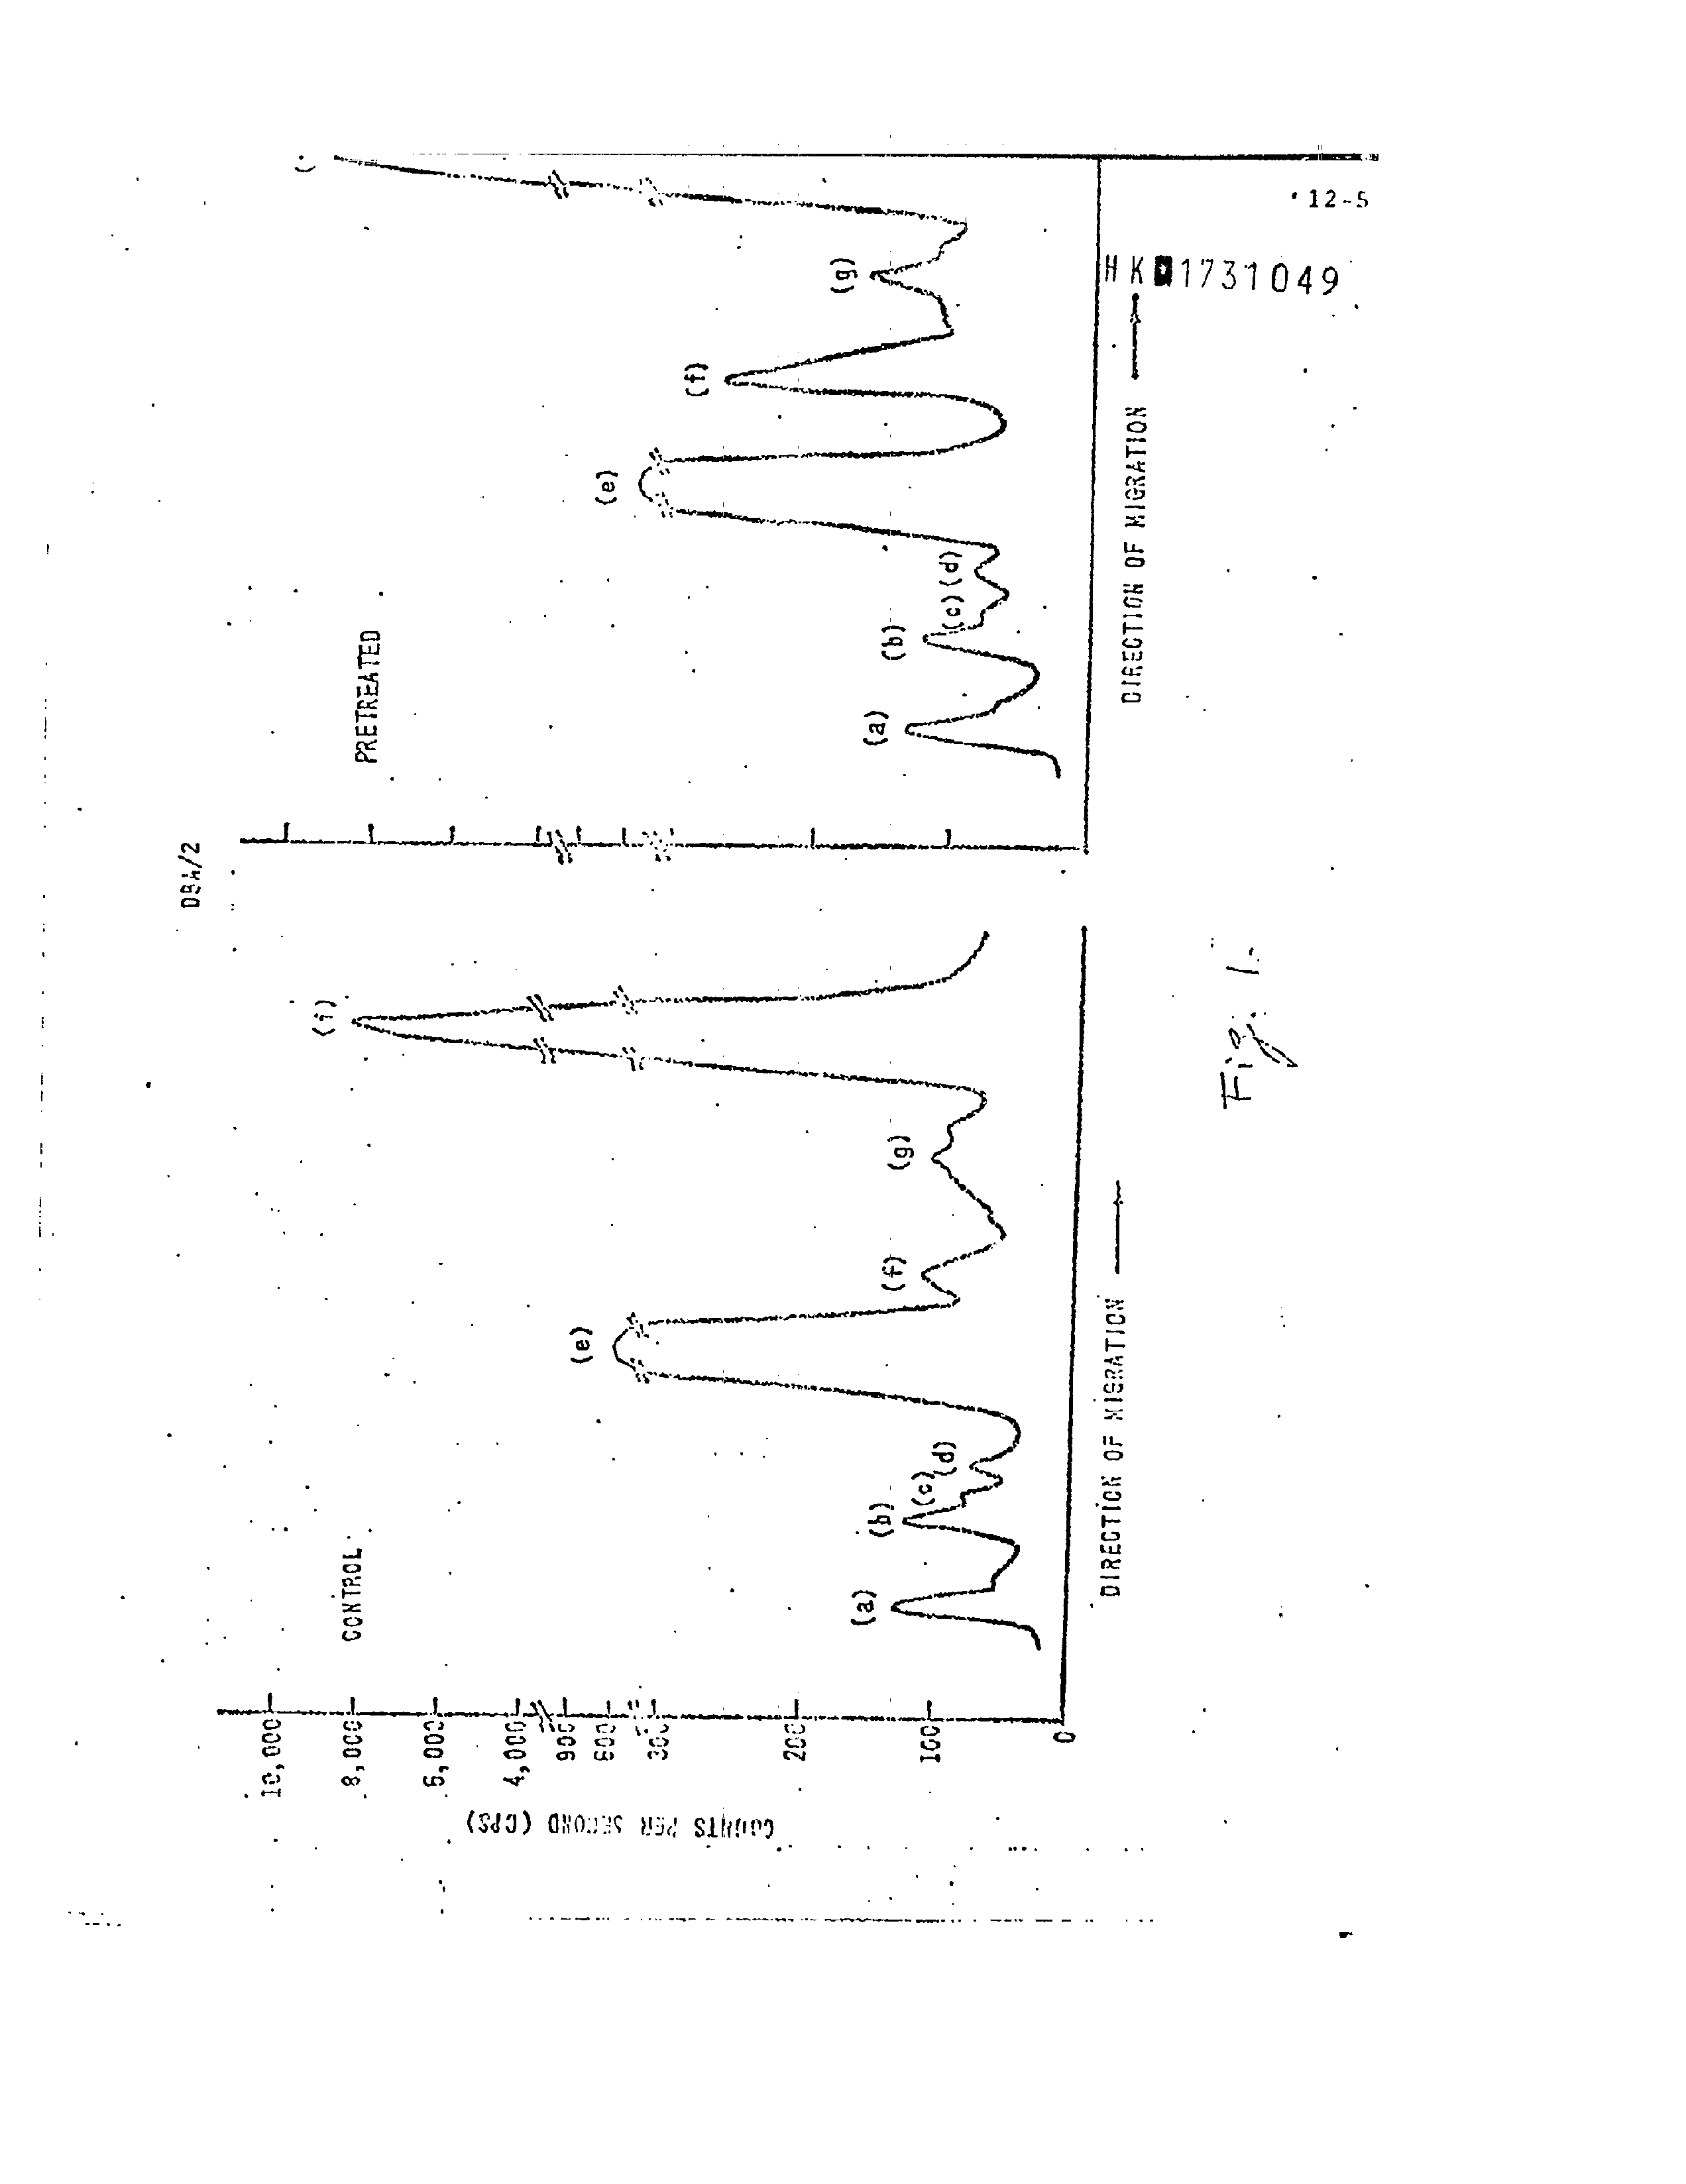 DBA/2
CONTROL
PRETREATED
COUNTS PER SECOND (CPS)
10,000
8,000
6,000
4,000
900
600
300
200
100
0
(a)
(b)
(c)
(d)
(e)
(f)
(g)
(i)
(a)
(b)
(c)
(d)
(e)
(f)
(g)
DIRECTION OF MIGRATION
DIRECTION OF MIGRATION
Fig. 1.
HK 1731049
12-5